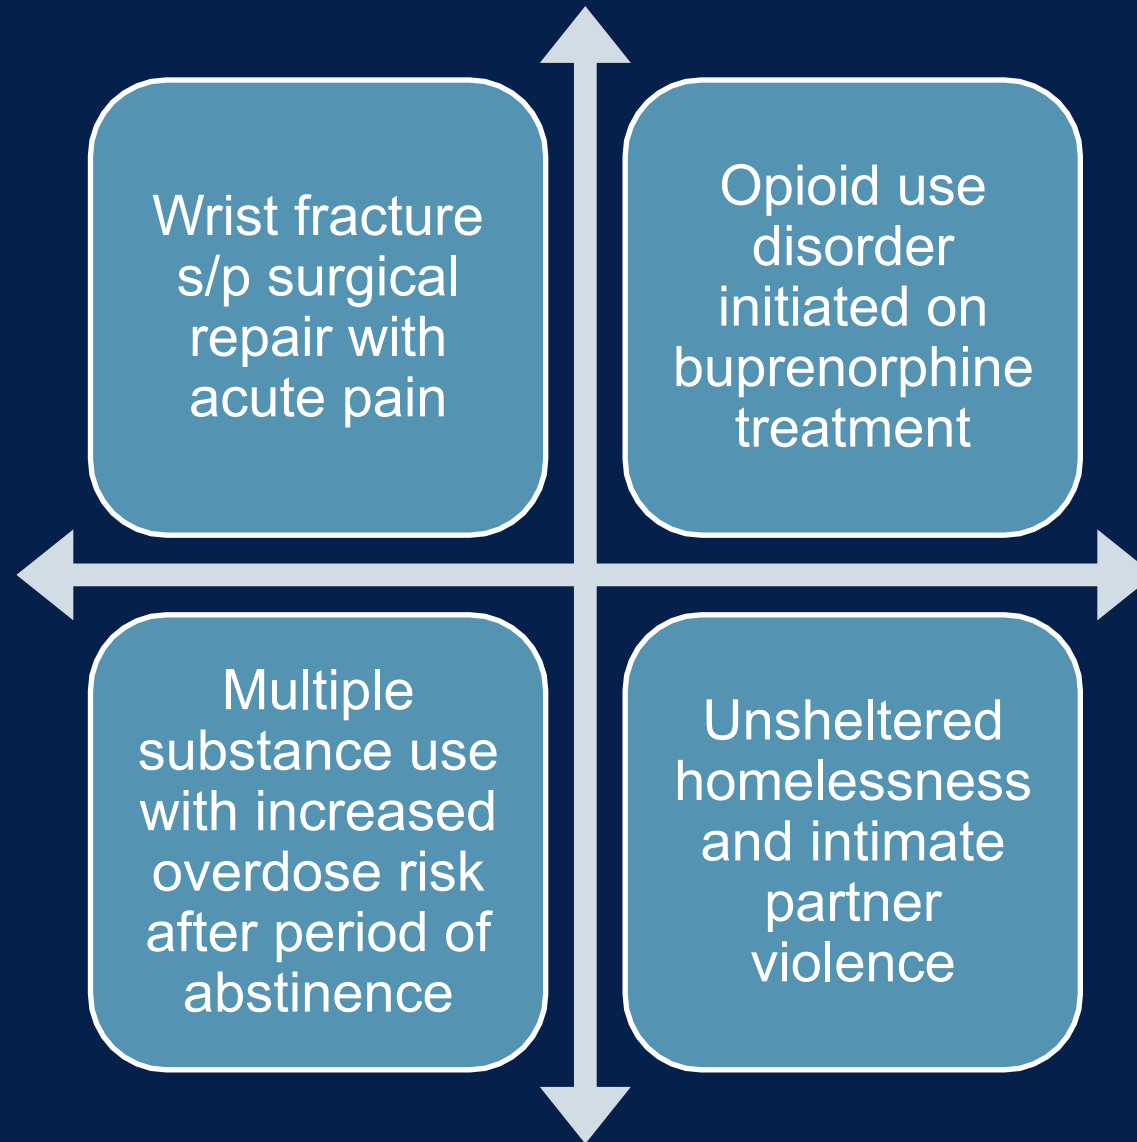 Wrist fracture
s/p surgical
repair with
acute pain
Opioid use
disorder
initiated on
buprenorphine
treatment
Multiple
substance use
with increased
overdose risk
after period of
abstinence
Unsheltered
homelessness
and intimate
partner
violence